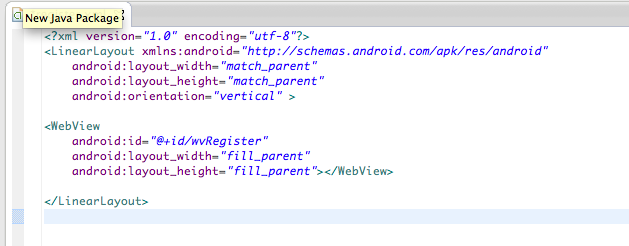 New Java Package
<?xml version="1.0" encoding="utf-8"?>
<LinearLayout xmlns:android="http://schemas.android.com/apk/res/android"
    android:layout_width="match_parent"
    android:layout_height="match_parent"
    android:orientation="vertical" >

<WebView
    android:id="@+id/wvRegister"
    android:layout_width="fill_parent"
    android:layout_height="fill_parent"></WebView>

</LinearLayout>